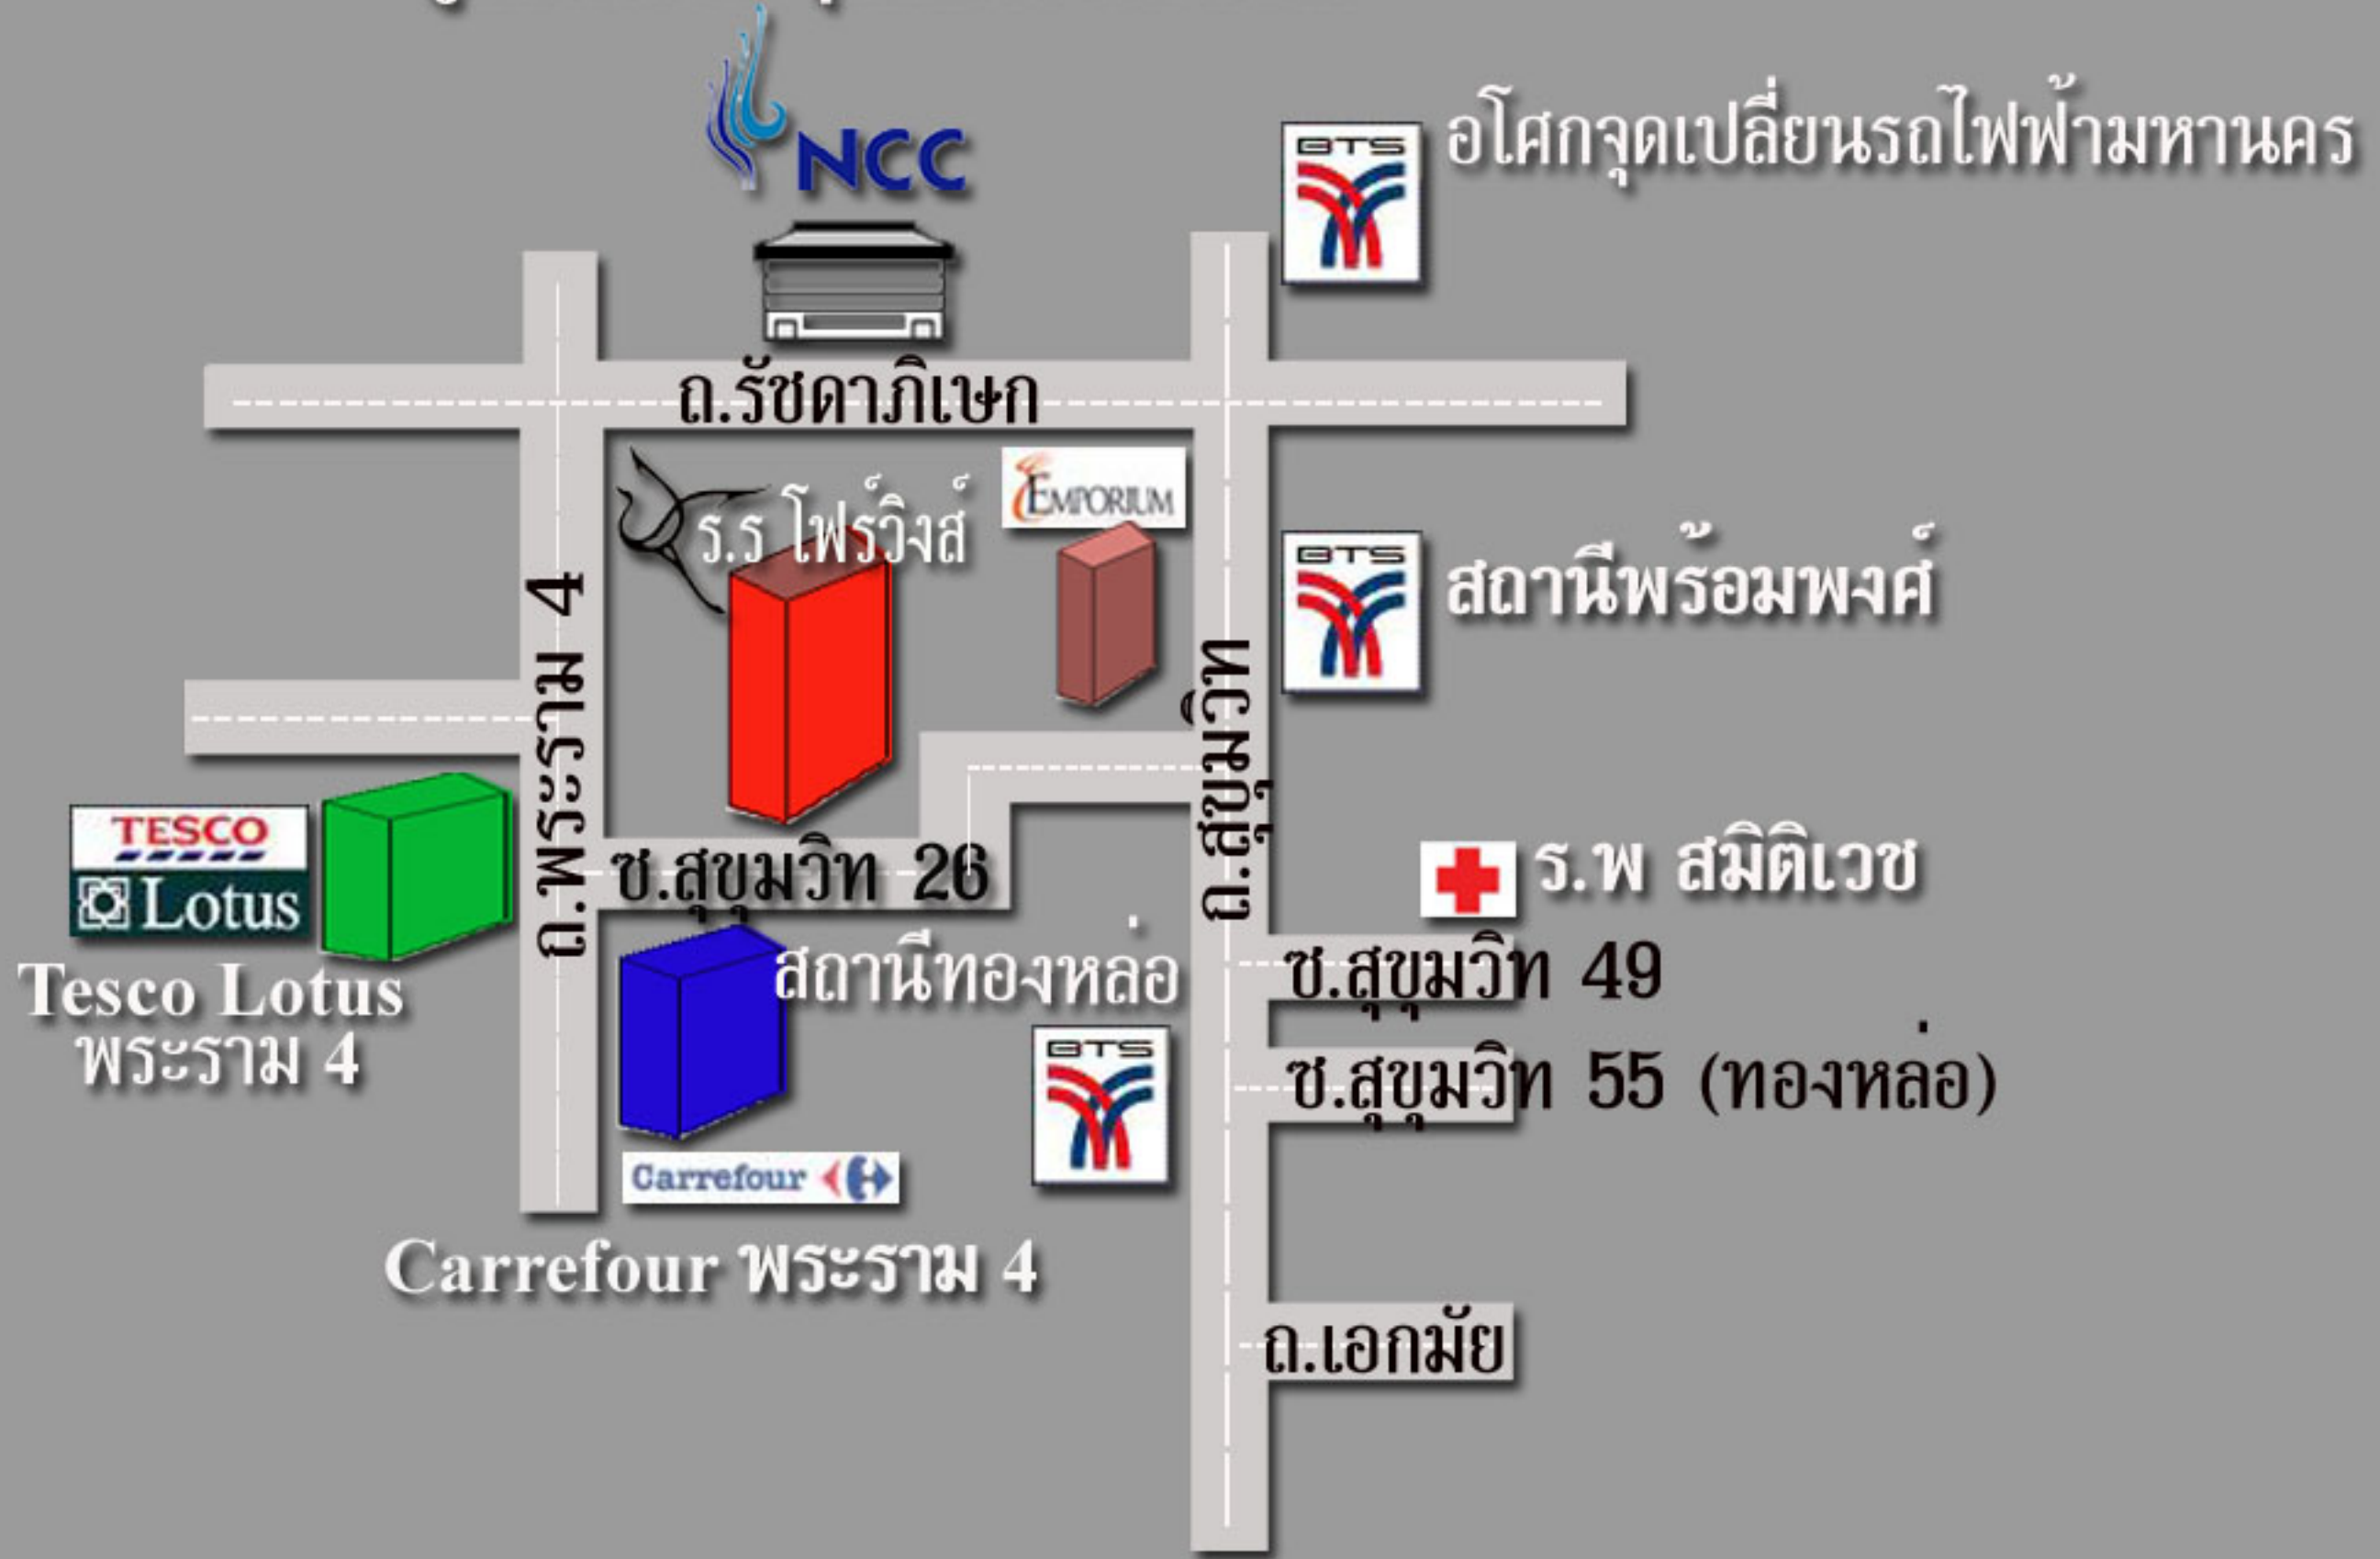 NCC
BTS
อโศกจุดเปลี่ยนรถไฟฟ้ามหานคร
ถ.รัชดาภิเษก
ร.ร โฟร์วิงส์
EMPORIUM
BTS
สถานีพร้อมพงศ์
ถ.พระราม 4
ถ.สุขุมวิท
TESCO
Lotus
Tesco Lotus
พระราม 4
ซ.สุขุมวิท 26
ร.พ สมิติเวช
สถานีทองหล่อ
BTS
ซ.สุขุมวิท 49
ซ.สุขุมวิท 55 (ทองหล่อ)
Carrefour
Carrefour พระราม 4
ถ.เอกมัย